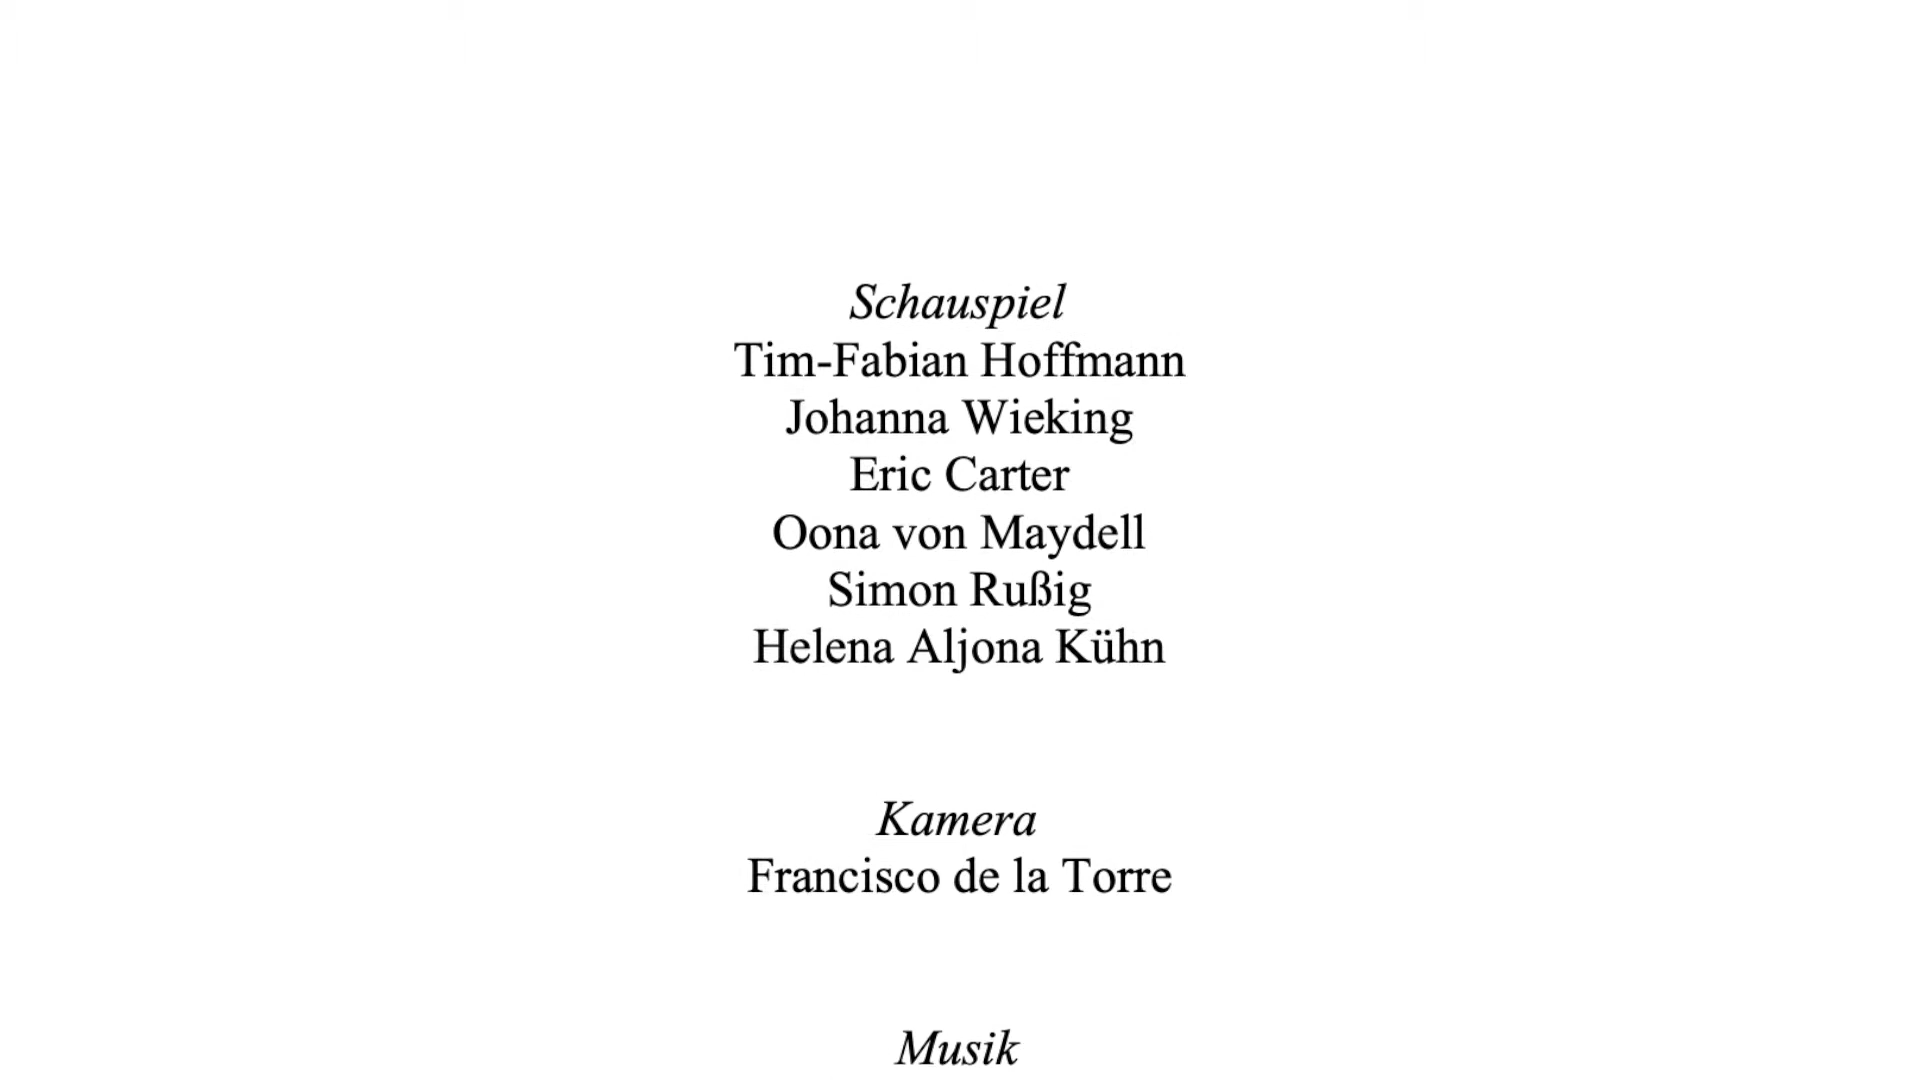 Schauspiel
Tim-Fabian Hoffmann
Johanna Wieking
Eric Carter
Oona von Maydell
Simon Rußig
Helena Aljona Kühn
Kamera
Francisco de la Torre
Musik